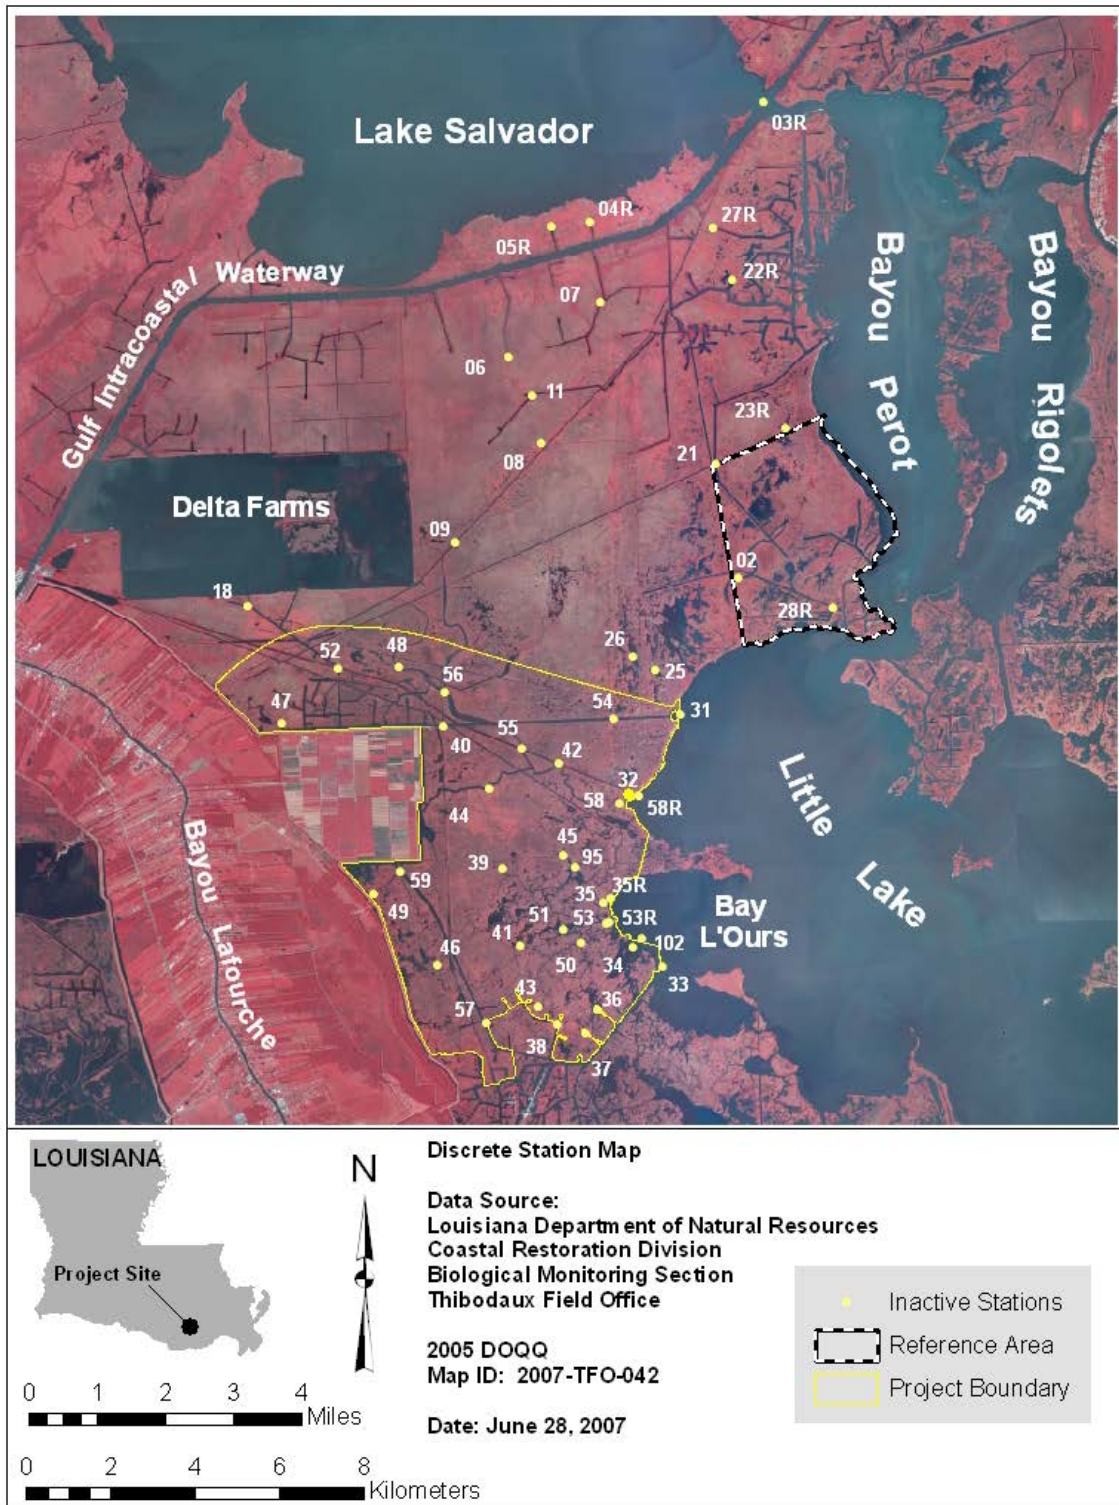 Lake Salvador
03R
04R
27R
05R
Gulf Intracoastal Waterway
22R
07
Bayou Perot
Bayou Rigolets
06
11
23R
08
21
Delta Farms
09
02
18
28R
26
52
48
25
56
47
54
31
55
40
42
32
58
58R
44
Little Lake
45
39
95
Bayou Lafourche
59
35
35R
49
51
53
53R
Bay
L'Ours
41
102
46
50
34
33
43
36
57
38
37
LOUISIANA
Project Site
N
0 1 2 3 4
Miles
0 2 4 6 8
Kilometers
Discrete Station Map
Data Source:
Louisiana Department of Natural Resources
Coastal Restoration Division
Biological Monitoring Section
Thibodaux Field Office
2005 DOQQ
Map ID: 2007-TFO-042
Date: June 28, 2007
Inactive Stations
Reference Area
Project Boundary